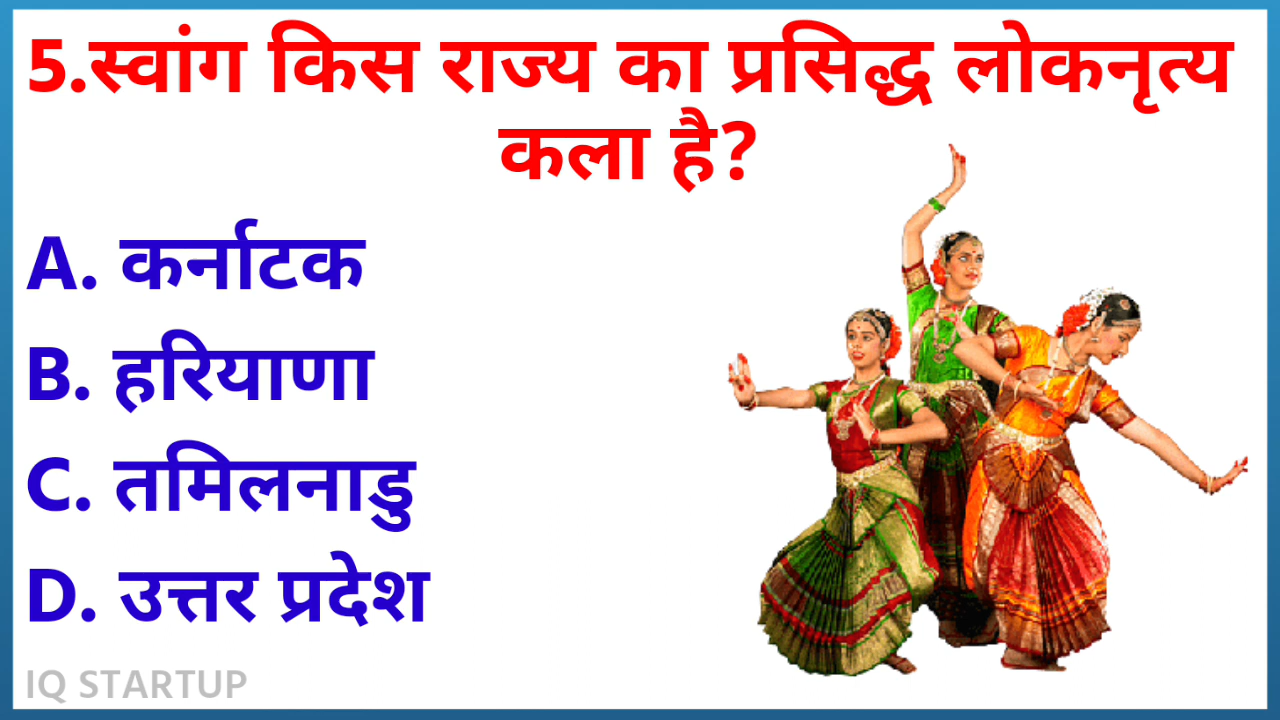 5.स्वांग किस राज्य का प्रसिद्ध लोकनृत्य
कला है?
A. कर्नाटक
B. हरियाणा
C. तमिलनाडु
D. उत्तर प्रदेश
IQ STARTUP